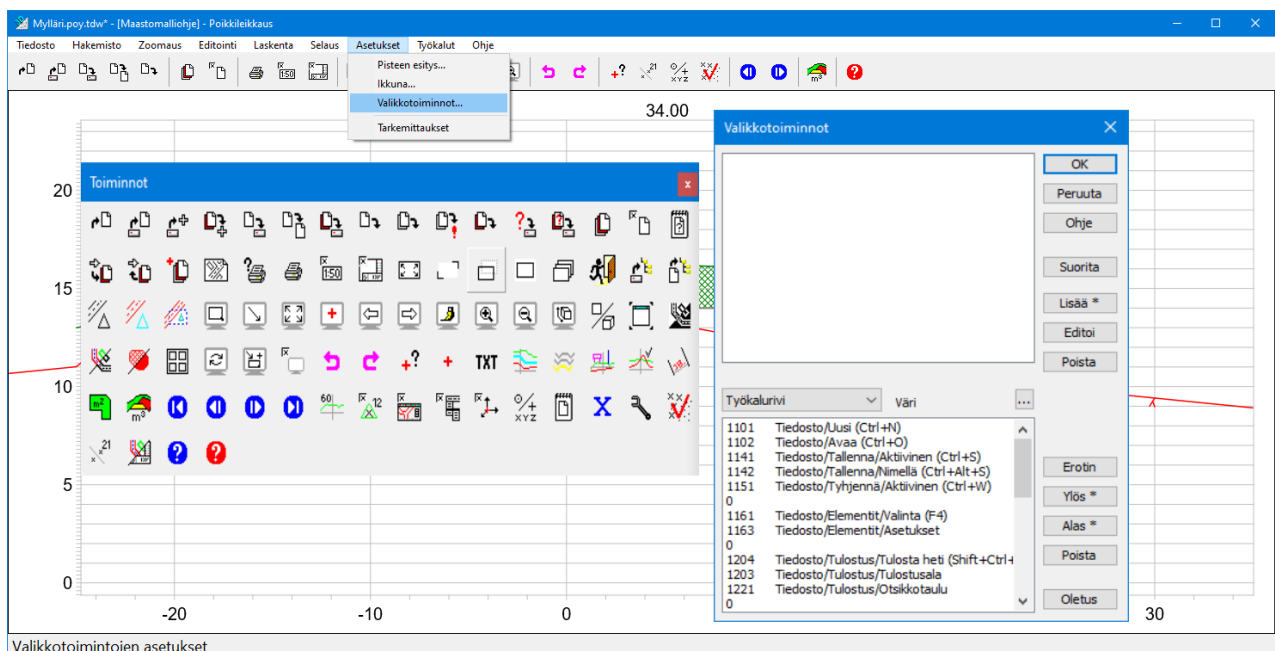 Mylläri.poy.tdw* - [Maastomalliohje] - Poikkileikkaus
Tiedosto Hakemisto Zoomaus Editointi Laskenta Selaus Asetukset Työkalut Ohje
Pisteen esitys...
Ikkuna...
Valikkotoiminnot...
Tarkemittaukset
34.00
Toiminnot
TXT
Valikkotoiminnot
OK
Peruuta
Ohje
Suorita
Lisää *
Editoi
Poista
Työkalurivi
Väri
...
1101 Tiedosto/Uusi (Ctrl+N)
1102 Tiedosto/Avaa (Ctrl+O)
1141 Tiedosto/Tallenna/Aktiivinen (Ctrl+S)
1142 Tiedosto/Tallenna/Nimellä (Ctrl+Alt+S)
1151 Tiedosto/Tyhjennä/Aktiivinen (Ctrl+W)
0
1161 Tiedosto/Elementit/Valinta (F4)
1163 Tiedosto/Elementit/Asetukset
0
1204 Tiedosto/Tulostus/Tulosta heti (Shift+Ctrl+
1203 Tiedosto/Tulostus/Tulostusala
1221 Tiedosto/Tulostus/Otsikkotaulu
0
Erotin
Ylös *
Alas *
Poista
Oletus
20
15
10
5
0
-20 -10 0 30
Valikkotoimintojen asetukset